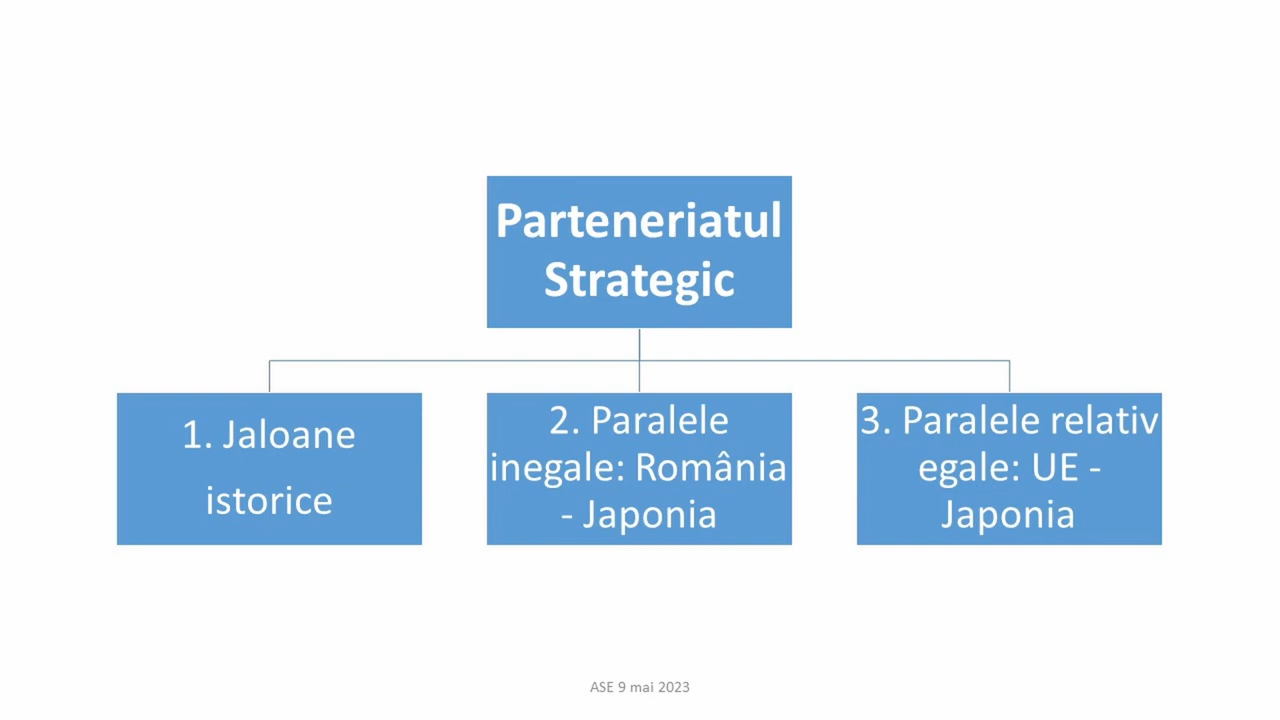 Parteneriatul
Strategic
1. Jaloane
istorice
2. Paralele
inegale: România
- Japonia
3. Paralele relativ
egale: UE -
Japonia
ASE 9 mai 2023